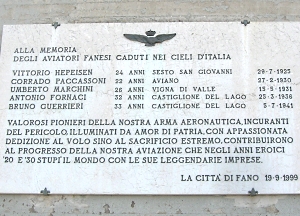 ALLA MEMORIA
DEGLI AVIATORI FANESI CADUTI NEI CIELI D'ITALIA
VITTORIO HEPEISEN 24 ANNI SESTO SAN GIOVANNI 29-7-1925
CORRADO PACCASSONI 22 ANNI AVIANO 27-2-1930
UMBERTO MARCHINI 26 ANNI VIGNA DI VALLE 15-5-1931
ANTONIO FORNACI 32 ANNI CASTIGLIONE DEL LAGO 25-3-1938
BRUNO GUERRIERI 33 ANNI CASTIGLIONE DEL LAGO 5-7-1941
VALOROSI PIONIERI DELLA NOSTRA ARMA AERONAUTICA, INCURANTI
DEL PERICOLO, ILLUMINATI DA AMOR DI PATRIA, CON APPASSIONATA
DEDIZIONE AL VOLO SINO AL SACRIFICIO ESTREMO, CONTRIBUIRONO
AL PROGRESSO DELLA NOSTRA AVIAZIONE CHE NEGLI ANNI EROICI
'20 E '30 STUPI' IL MONDO CON LE SUE LEGGENDARIE IMPRESE.
LA CITTÀ DI FANO 19-9-1999